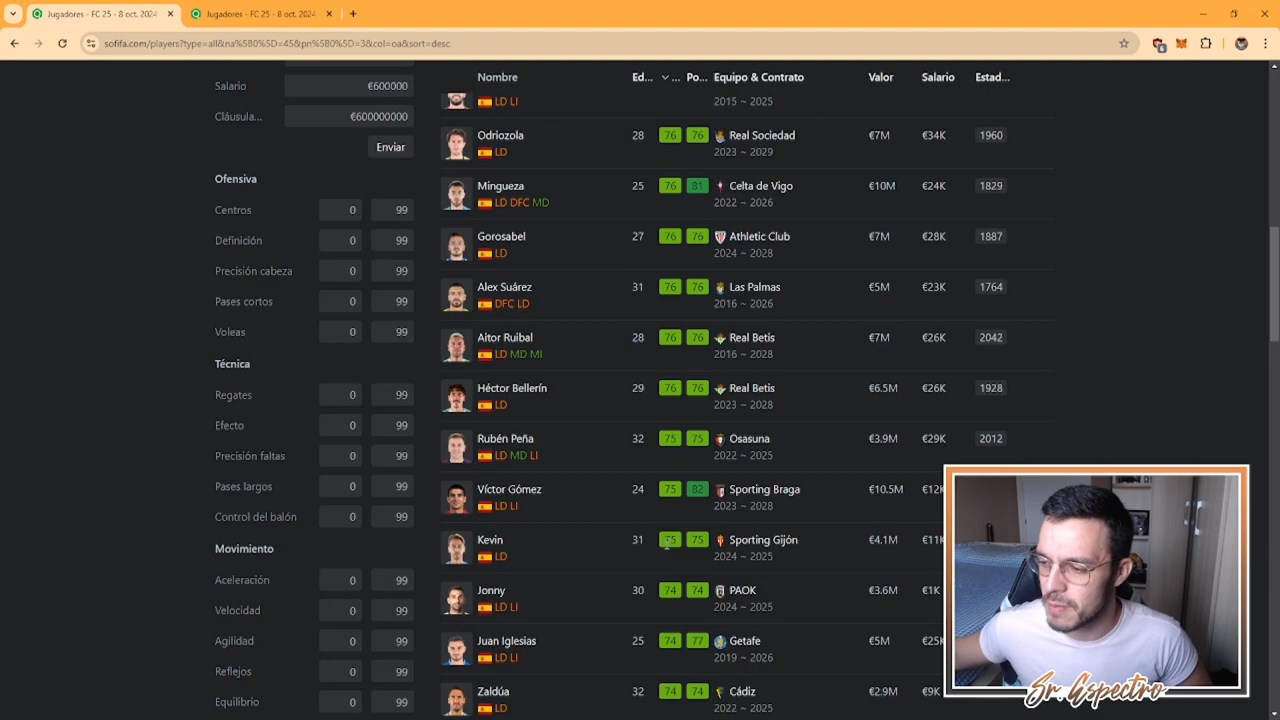 Jugadores - FC 25 - 8 oct. 2024
Jugadores - FC 25 - 8 oct. 2024
sofifa.com/players?type=all&na%5B0%5D=45&pn%5B0%5D=3&col=oa&sort=desc
6
Salario €600000
Cláusula... €600000000
Enviar
Ofensiva
Centros 0 99
Definición 0 99
Precisión cabeza 0 99
Pases cortos 0 99
Voleas 0 99
Técnica
Regates 0 99
Efecto 0 99
Precisión faltas 0 99
Pases largos 0 99
Control del balón 0 99
Movimiento
Aceleración 0 99
Velocidad 0 99
Agilidad 0 99
Reflejos 0 99
Equilibrio 0 99
Nombre Ed... ... Po... Equipo & Contrato Valor Salario Estad...
LD LI 2015 ~ 2025
Odriozola 28 76 76 Real Sociedad €7M €34K 1960
LD 2023 ~ 2029
Mingueza 25 76 81 Celta de Vigo €10M €24K 1829
LD DFC MD 2022 ~ 2026
Gorosabel 27 76 76 Athletic Club €7M €28K 1887
LD 2024 ~ 2028
Alex Suárez 31 76 76 Las Palmas €5M €23K 1764
DFC LD 2016 ~ 2026
Aitor Ruibal 28 76 76 Real Betis €7M €26K 2042
LD MD MI 2016 ~ 2028
Héctor Bellerín 29 76 76 Real Betis €6.5M €26K 1928
LD 2023 ~ 2028
Rubén Peña 32 75 75 Osasuna €3.9M €29K 2012
LD MD LI 2022 ~ 2025
Víctor Gómez 24 75 82 Sporting Braga €10.5M €12K
LD LI 2023 ~ 2028
Kevin 31 75 75 Sporting Gijón €4.1M €11K
LD 2024 ~ 2025
Jonny 30 74 74 PAOK €3.6M €1K
LD LI 2024 ~ 2025
Juan Iglesias 25 74 77 Getafe €5M €25K
LD LI 2019 ~ 2026
Zaldúa 32 74 74 Cádiz €2.9M €9K
LD 2022 ~ 2025
Sr. Espectro